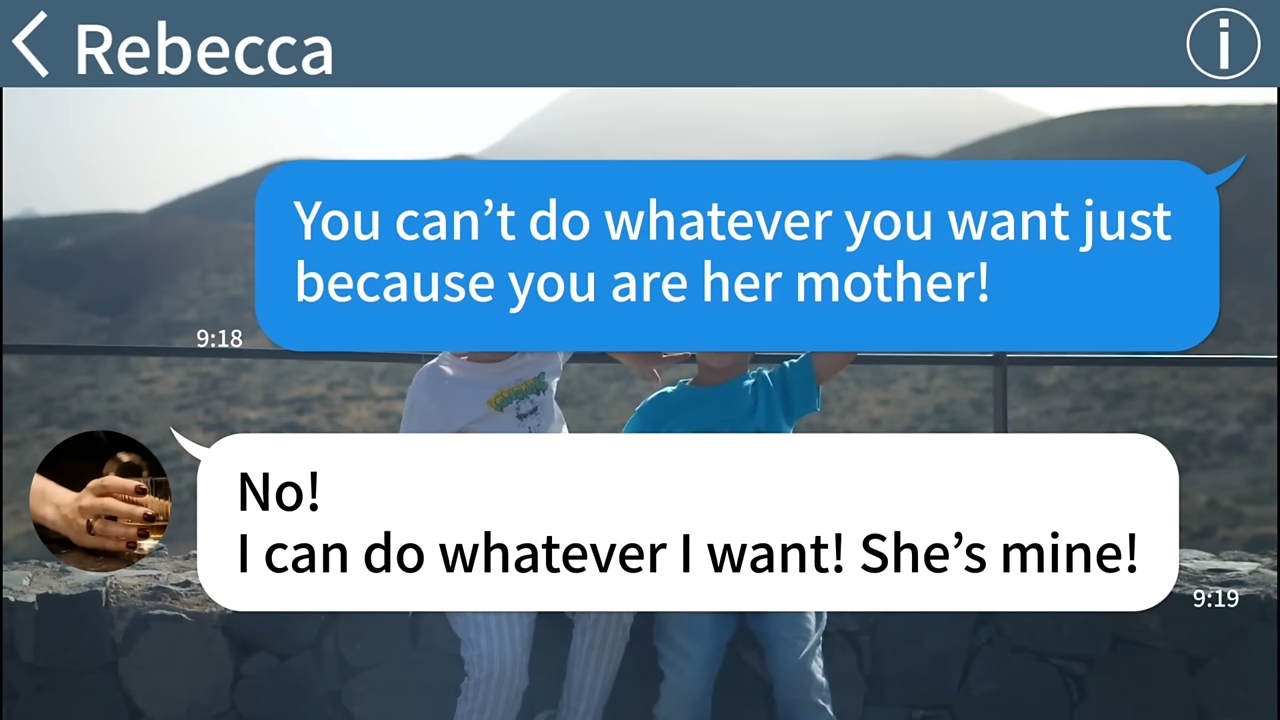 Rebecca
You can’t do whatever you want just
because you are her mother!
9:18
No!
I can do whatever I want! She’s mine!
9:19